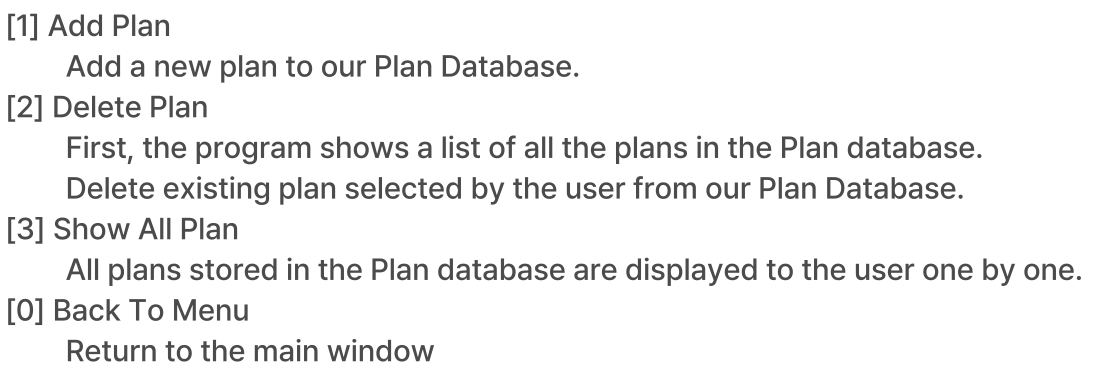 [1] Add Plan
Add a new plan to our Plan Database.
[2] Delete Plan
First, the program shows a list of all the plans in the Plan database.
Delete existing plan selected by the user from our Plan Database.
[3] Show All Plan
All plans stored in the Plan database are displayed to the user one by one.
[0] Back To Menu
Return to the main window